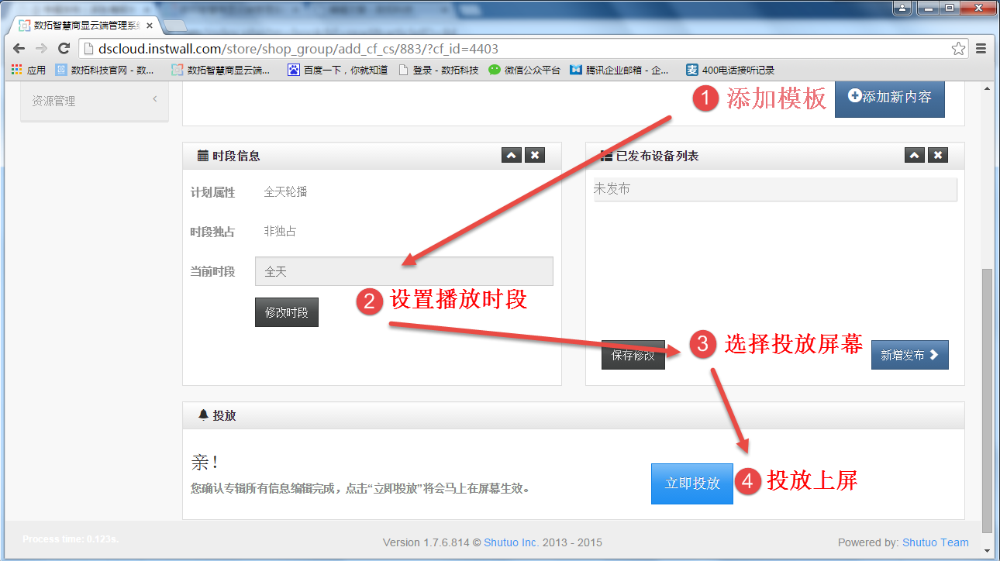 数拓智慧商显云端管理系统
dscloud.instwall.com/store/shop_group/add_cf_cs/883/?cf_id=4403
应用 数拓科技官网 - 数... 数拓智慧商显云端... 百度一下，你就知道 登录 - 数拓科技 微信公众平台 腾讯企业邮箱 - 企... 400电话接听记录
资源管理
1 添加模板 添加新内容
时段信息
计划属性 全天轮播
时段独占 非独占
当前时段 全天
修改时段
2 设置播放时段
已发布设备列表
未发布
保存修改
3 选择投放屏幕
新增发布
投放
亲！
您确认专辑所有信息编辑完成，点击“立即投放”将会马上在屏幕生效。
立即投放
4 投放上屏
Process time: 0.123s.
Version 1.7.6.814 © Shutuo Inc. 2013 - 2015
Powered by: Shutuo Team